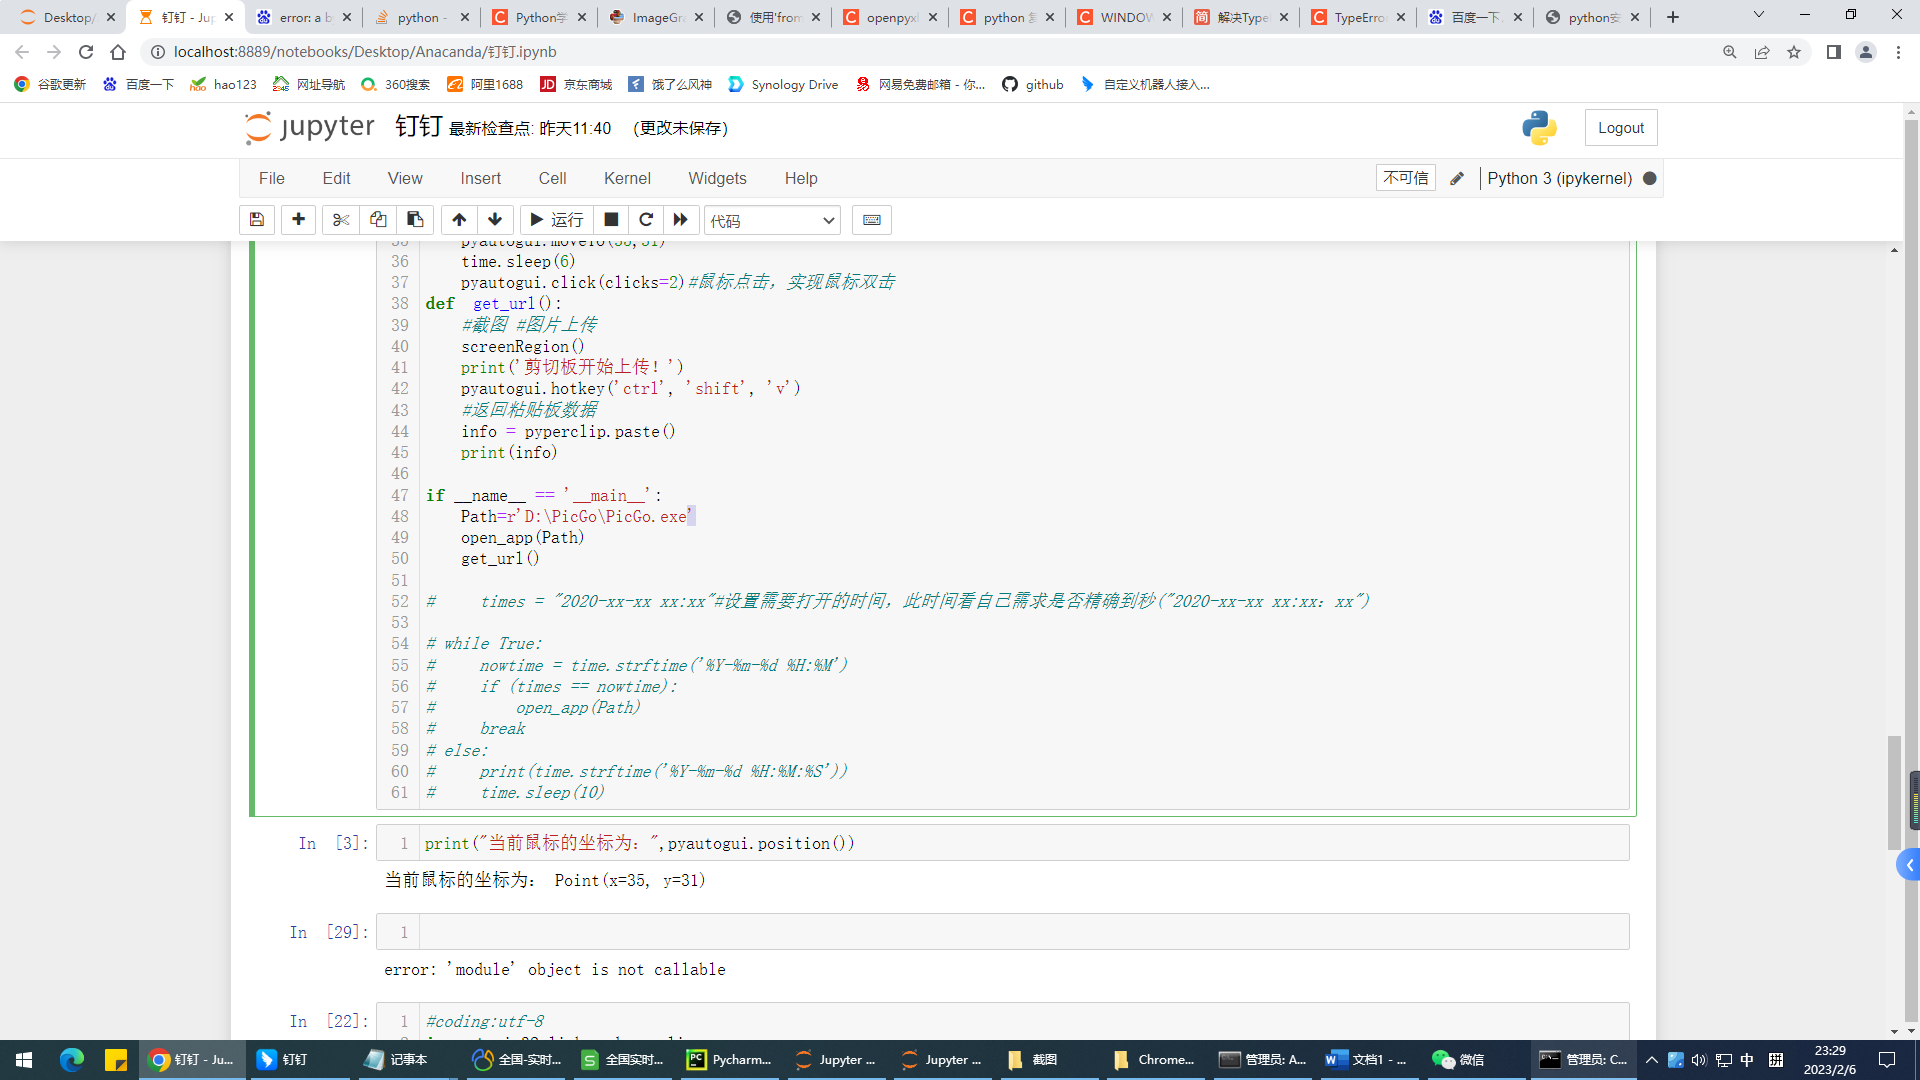 Desktop/
钉钉 - Jup
error: a b
python -
Python学
ImageGra
使用'from
openpyxl
python 复
WINDOW
解决Type
TypeErro
百度一下,
python安
localhost:8889/notebooks/Desktop/Anacanda/钉钉.ipynb
谷歌更新
百度一下
hao123
网址导航
360搜索
阿里1688
京东商城
饿了么风神
Synology Drive
网易免费邮箱 - 你...
github
自定义机器人接入...
jupyter 钉钉 最新检查点: 昨天11:40 (更改未保存)
Logout
File Edit View Insert Cell Kernel Widgets Help
不可信
Python 3 (ipykernel)
运行
代码
35 pyautogui.moveTo(35,31)
36 time.sleep(6)
37 pyautogui.click(clicks=2)#鼠标点击，实现鼠标双击
38 def  get_url():
39 #截图 #图片上传
40 screenRegion()
41 print('剪切板开始上传！')
42 pyautogui.hotkey('ctrl', 'shift', 'v')
43 #返回粘贴板数据
44 info = pyperclip.paste()
45 print(info)
46
47 if __name__ == '__main__':
48 Path=r'D:\PicGo\PicGo.exe'
49 open_app(Path)
50 get_url()
51
52 #     times = "2020-xx-xx xx:xx"#设置需要打开的时间，此时间看自己需求是否精确到秒("2020-xx-xx xx:xx：xx")
53
54 # while True:
55 #     nowtime = time.strftime('%Y-%m-%d %H:%M')
56 #     if (times == nowtime):
57 #         open_app(Path)
58 #     break
59 # else:
60 #     print(time.strftime('%Y-%m-%d %H:%M:%S'))
61 #     time.sleep(10)
In [3]: 1 print("当前鼠标的坐标为：",pyautogui.position())
当前鼠标的坐标为： Point(x=35, y=31)
In [29]: 1
error: 'module' object is not callable
In [22]: 1 #coding:utf-8
钉钉 - Ju...
钉钉
记事本
全国-实时...
全国实时...
Pycharm...
Jupyter ...
Jupyter ...
截图
Chrome...
管理员: A...
文档1 - ...
微信
管理员: C...
中
23:29
2023/2/6